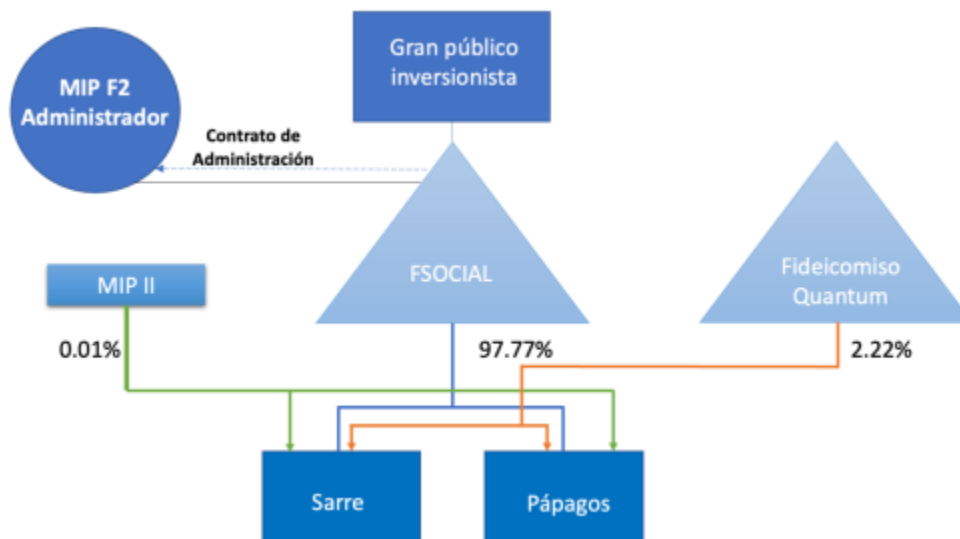 Gran público
inversionista
MIP F2
Administrador
Contrato de
Administración
FSOCIAL
Fideicomiso
Quantum
MIP II
0.01%
97.77%
2.22%
Sarre
Pápagos